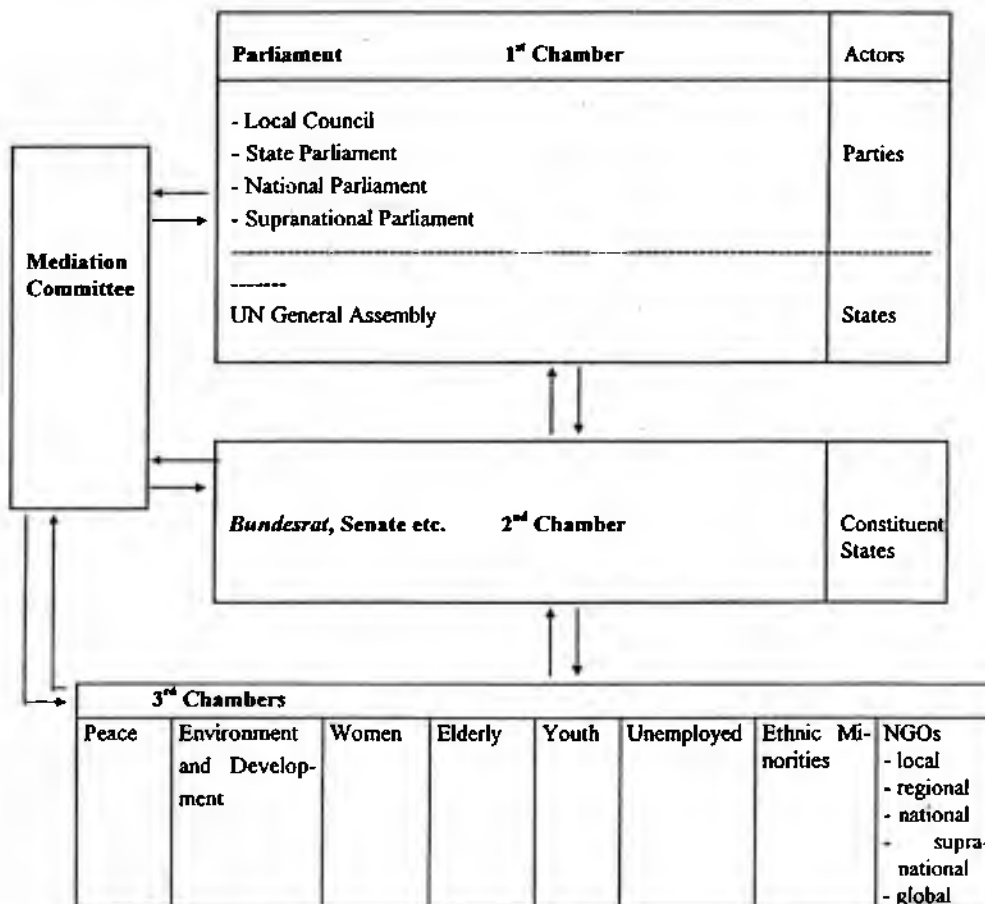 Parliament 1st Chamber Actors
- Local Council
- State Parliament Parties
- National Parliament
- Supranational Parliament
UN General Assembly States
Mediation
Committee
Bundesrat, Senate etc. 2nd Chamber Constituent
States
3rd Chambers
Peace
Environment
and Develop-
ment
Women
Elderly
Youth
Unemployed
Ethnic Mi-
norities
NGOs
- local
- regional
- national
- supra-
national
- global